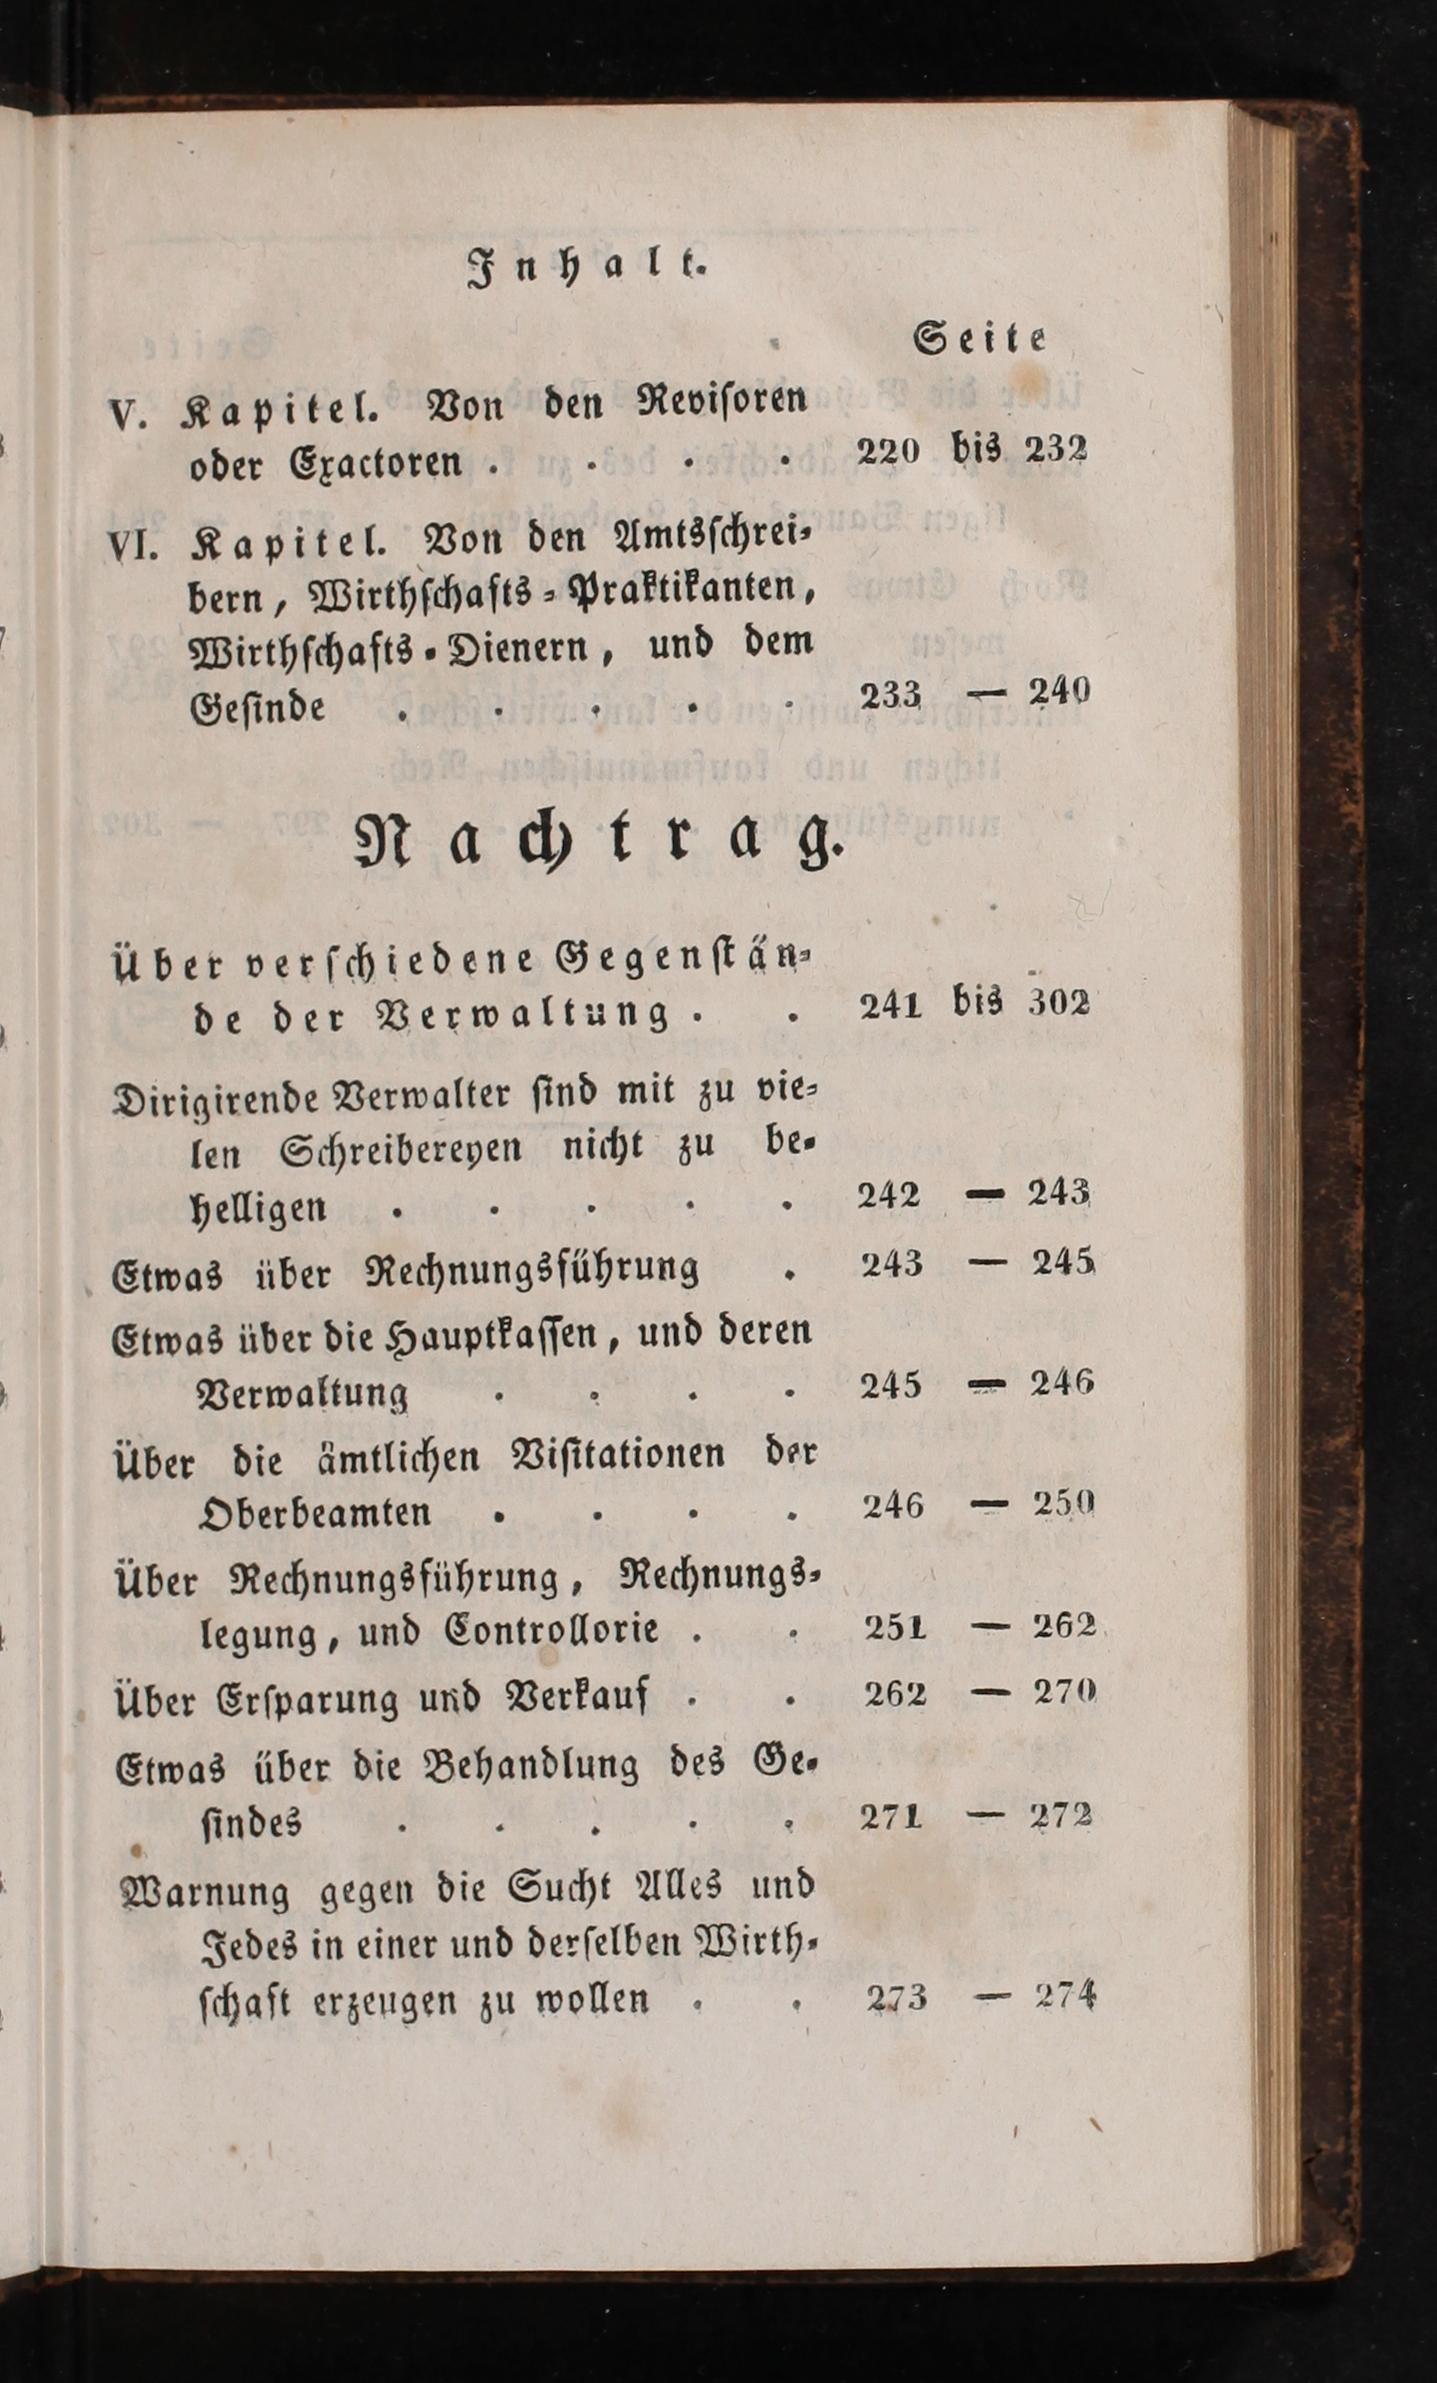 Inhalt.
Seite
V. Kapitel. Von den Reviſoren
oder Exactoren . . . . 220 bis 232
VI. Kapitel. Von den Amtsſchrei-
bern, Wirthſchafts-Praktikanten,
Wirthſchafts-Dienern, und dem
Geſinde . . . . . 233 — 240
Nachtrag.
Über verſchiedene Gegenſtän-
de der Verwaltung . . 241 bis 302
Dirigirende Verwalter ſind mit zu vie-
len Schreibereyen nicht zu be-
helligen . . . . . 242 — 243
Etwas über Rechnungsführung . 243 — 245
Etwas über die Hauptkaſſen, und deren
Verwaltung . . . . 245 — 246
Über die ämtlichen Viſitationen der
Oberbeamten . . . . 246 — 250
Über Rechnungsführung, Rechnungs-
legung, und Controllorie . . 251 — 262
Über Erſparung und Verkauf . . 262 — 270
Etwas über die Behandlung des Ge-
ſindes . . . . . 271 — 272
Warnung gegen die Sucht Alles und
Jedes in einer und derſelben Wirth-
ſchaft erzeugen zu wollen . . 273 — 274